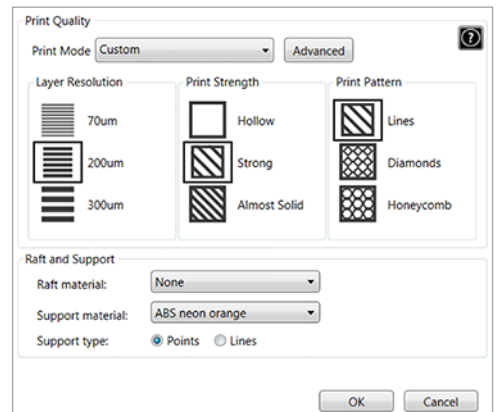 Print Quality
?
Print Mode Custom Advanced
Layer Resolution Print Strength Print Pattern
70um Hollow Lines
200um Strong Diamonds
300um Almost Solid Honeycomb
Raft and Support
Raft material: None
Support material: ABS neon orange
Support type: Points Lines
OK Cancel